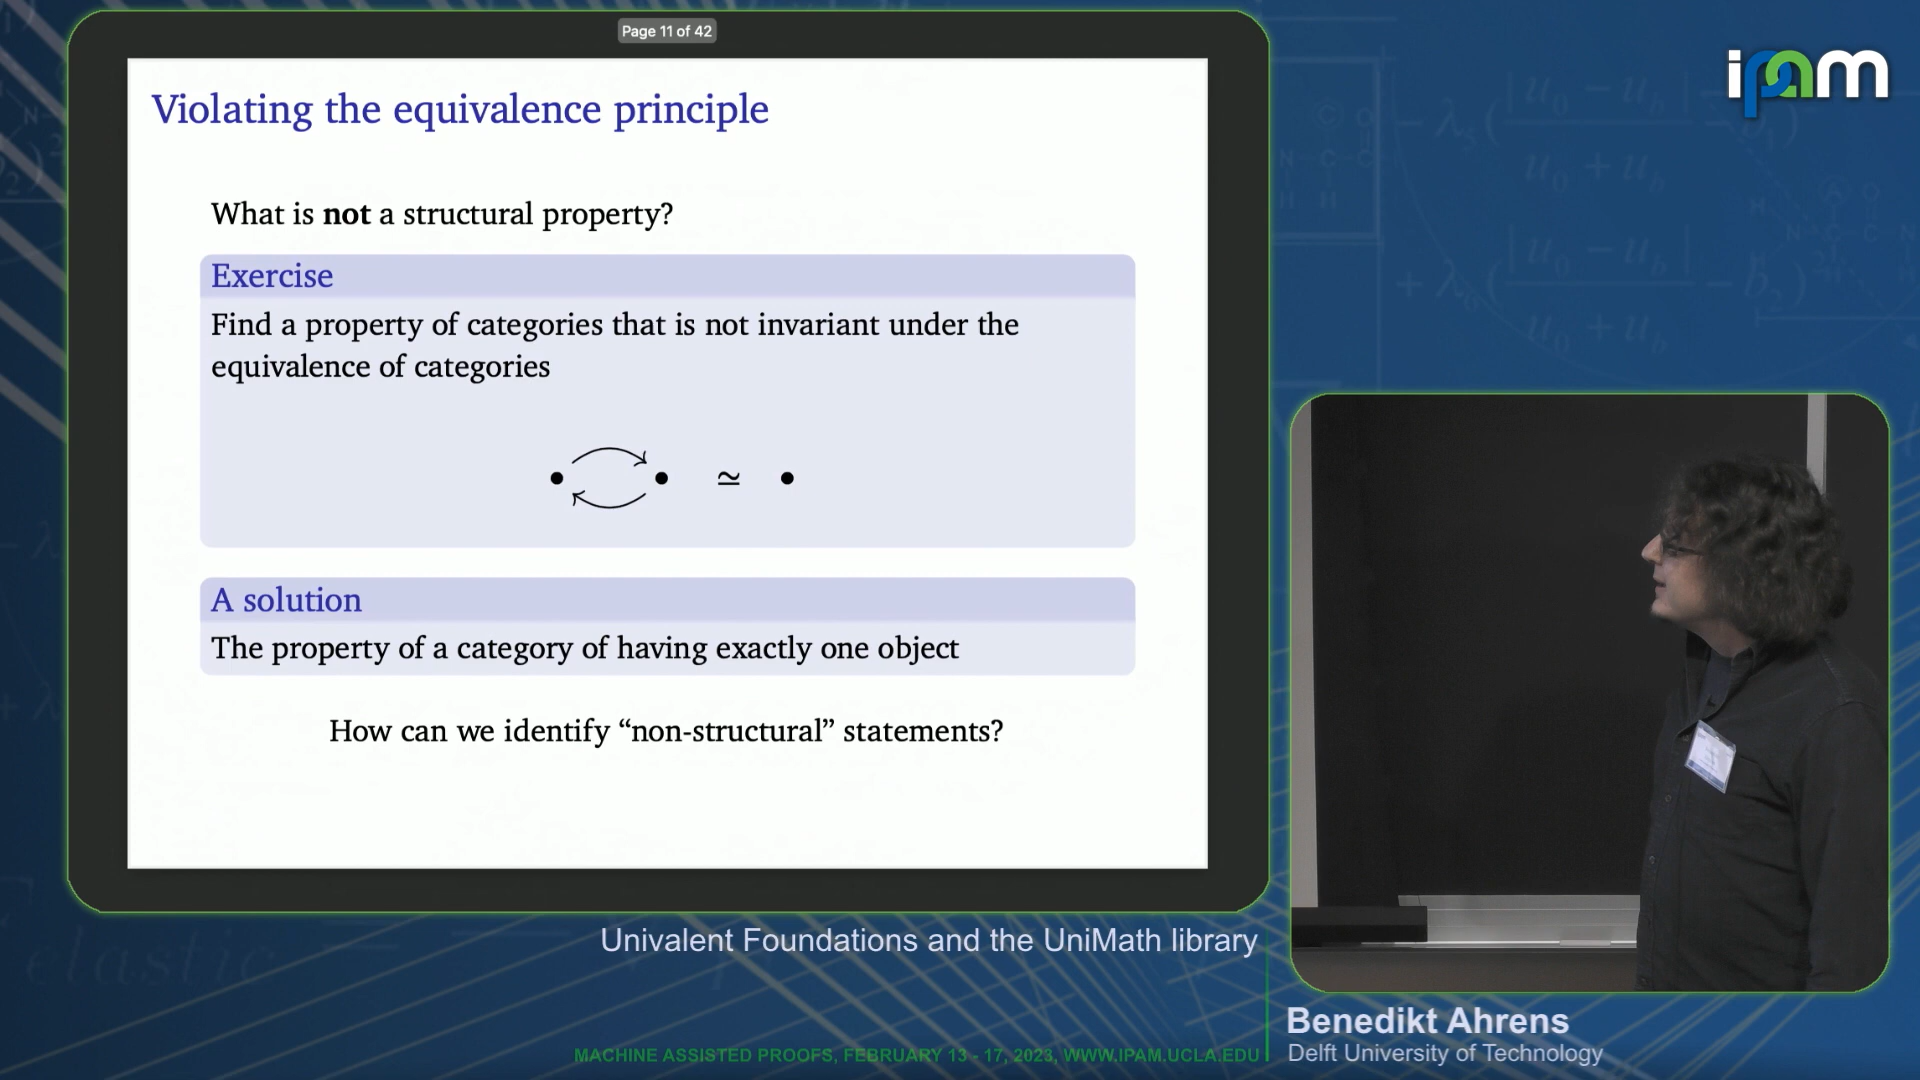 Page 11 of 42
Violating the equivalence principle
What is not a structural property?
Exercise
Find a property of categories that is not invariant under the
equivalence of categories
≃
A solution
The property of a category of having exactly one object
How can we identify “non-structural” statements?
ipam
Univalent Foundations and the UniMath library
Benedikt Ahrens
Delft University of Technology
MACHINE ASSISTED PROOFS, FEBRUARY 13 - 17, 2023, WWW.IPAM.UCLA.EDU